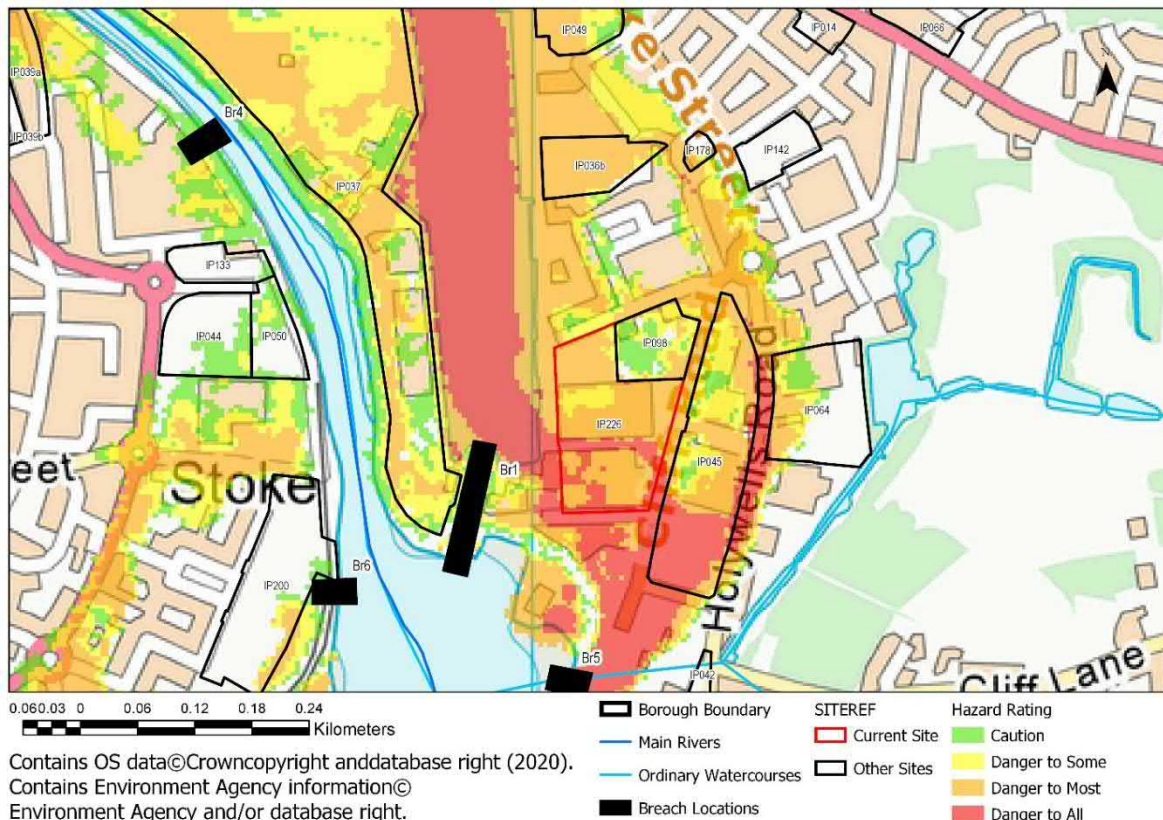 IP049
IP014
IP066
ke Street
N
IP039a
IP039b
Br4
IP036b
IP178
IP142
IP037
IP133
IP044
IP050
IP098
IP226
IP045
IP064
eet
Stoke
Br1
Holywells Road
Br6
IP200
Br5
IP042
Cliff Lane
0.06
0.03
0
0.06
0.12
0.18
0.24
Kilometers
Contains OS data©Crowncopyright anddatabase right (2020).
Contains Environment Agency information©
Environment Agency and/or database right.
Borough Boundary
Main Rivers
Ordinary Watercourses
Breach Locations
SITEREF
Current Site
Other Sites
Hazard Rating
Caution
Danger to Some
Danger to Most
Danger to All